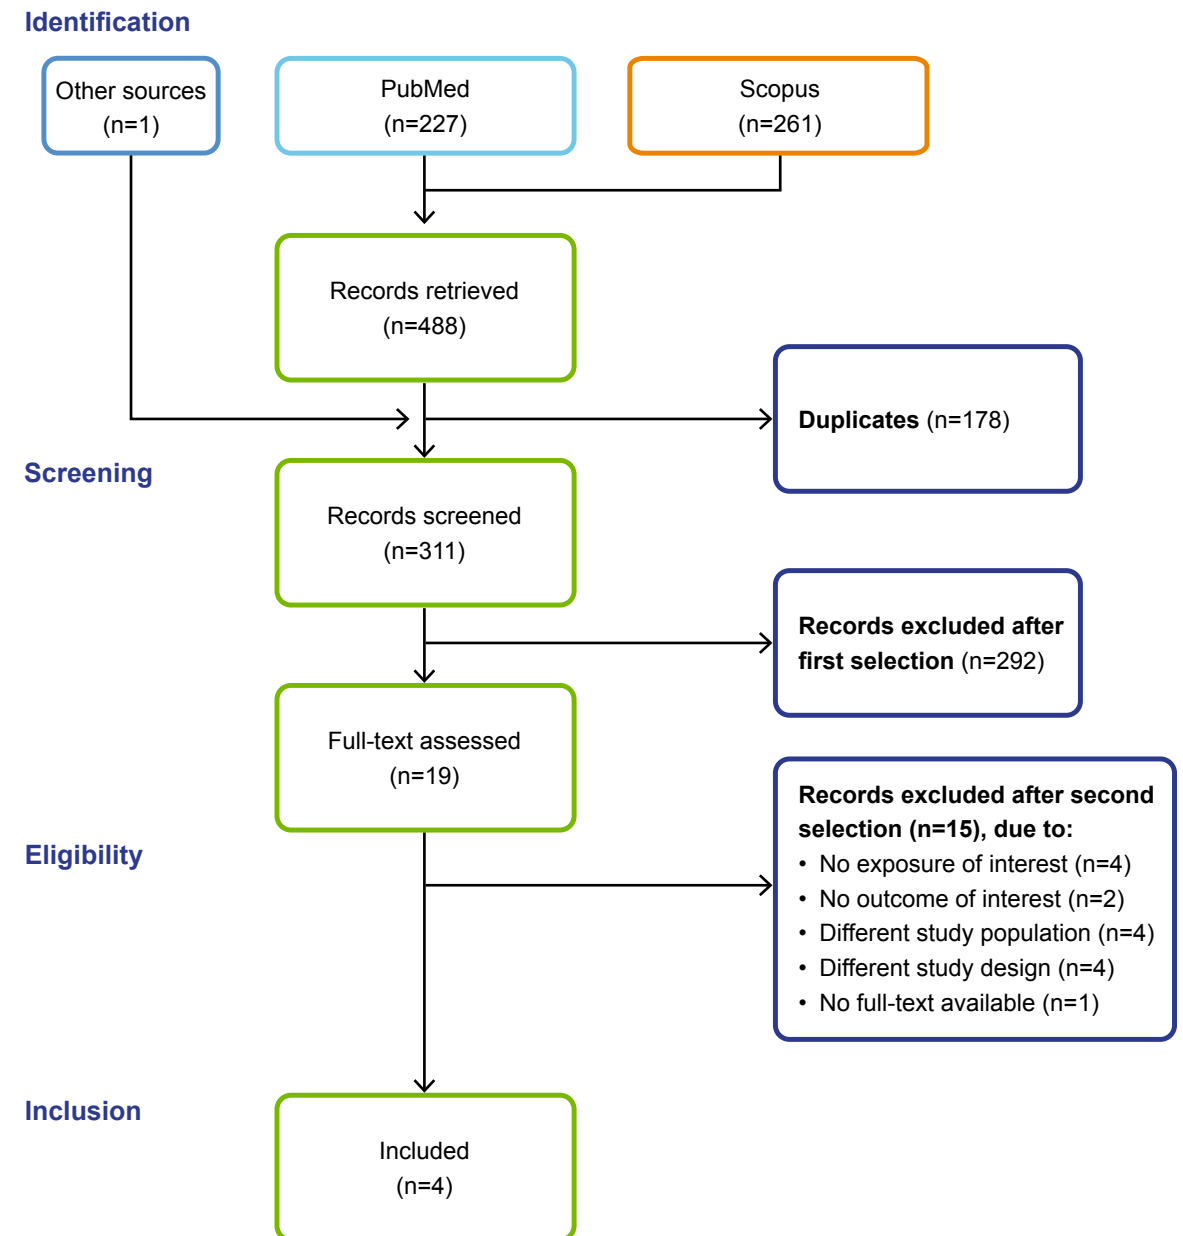 Identification
Other sources
(n=1)
PubMed
(n=227)
Scopus
(n=261)
Records retrieved
(n=488)
Duplicates (n=178)
Screening
Records screened
(n=311)
Records excluded after
first selection (n=292)
Full-text assessed
(n=19)
Records excluded after second
selection (n=15), due to:
• No exposure of interest (n=4)
• No outcome of interest (n=2)
• Different study population (n=4)
• Different study design (n=4)
• No full-text available (n=1)
Eligibility
Inclusion
Included
(n=4)